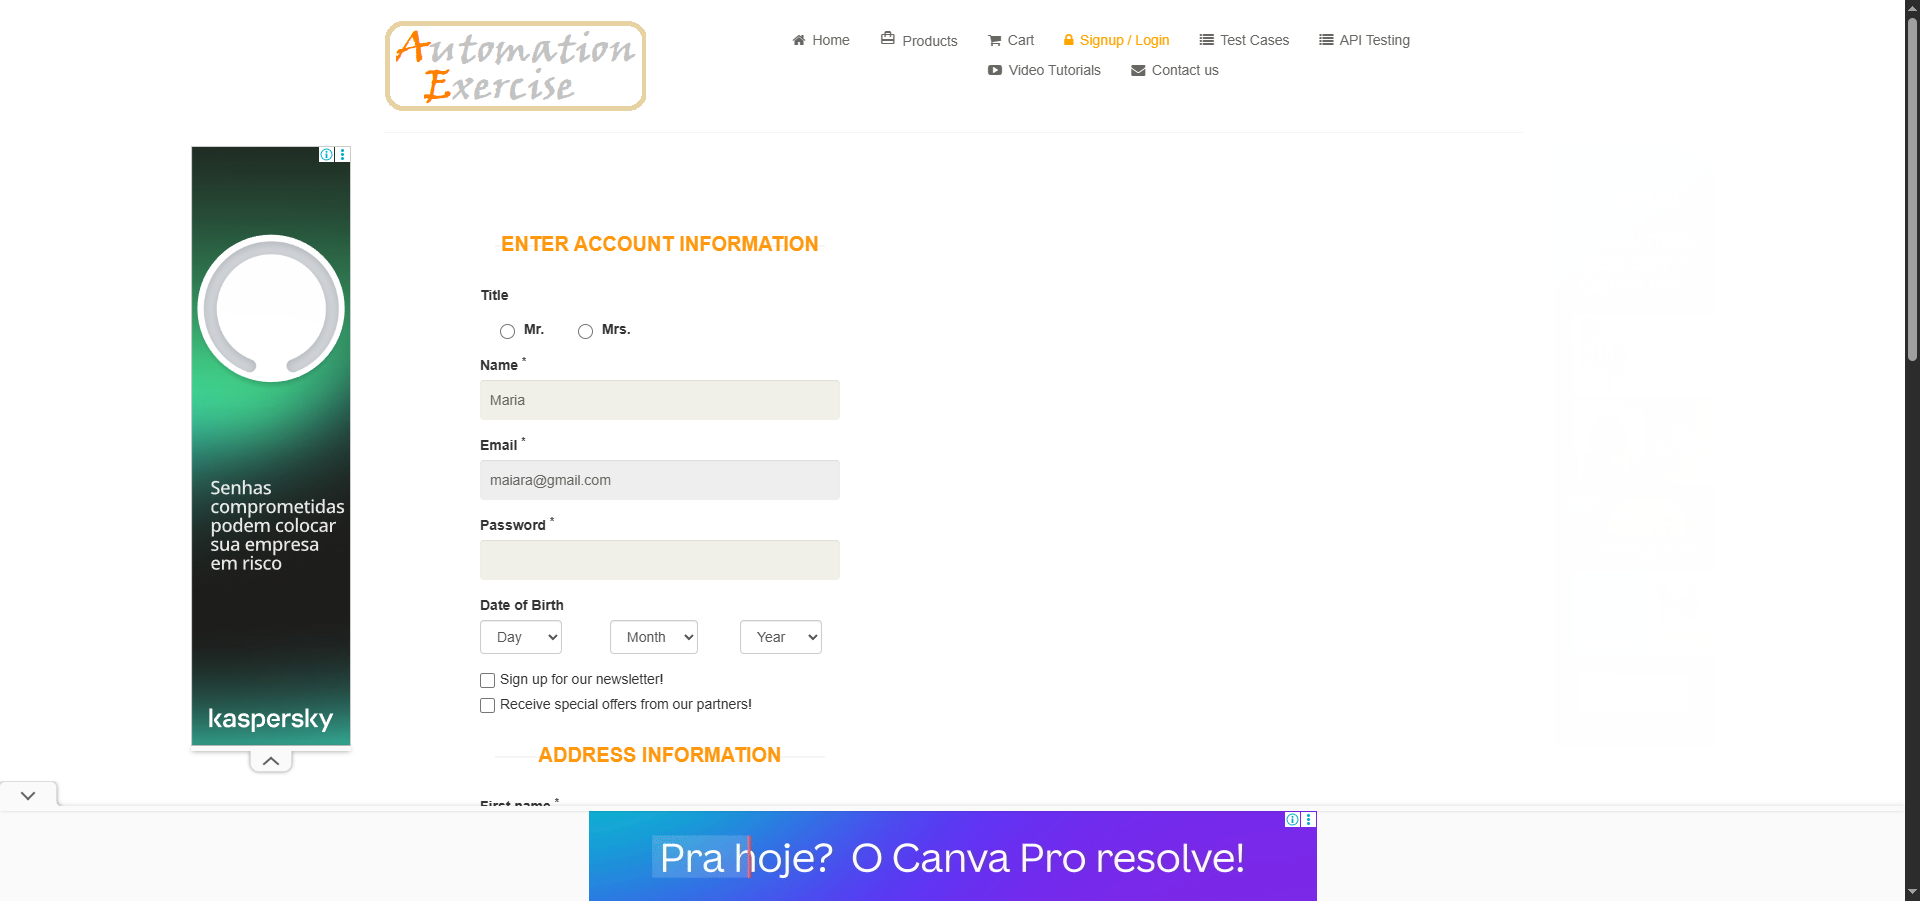 Automation
Exercise
Home
Products
Cart
Signup / Login
Test Cases
API Testing
Video Tutorials
Contact us
Senhas
comprometidas
podem colocar
sua empresa
em risco
kaspersky
ENTER ACCOUNT INFORMATION
Title
Mr.
Mrs.
Name *
Maria
Email *
maiara@gmail.com
Password *
Date of Birth
Day
Month
Year
Sign up for our newsletter!
Receive special offers from our partners!
ADDRESS INFORMATION
First name *
Pra hoje? O Canva Pro resolve!